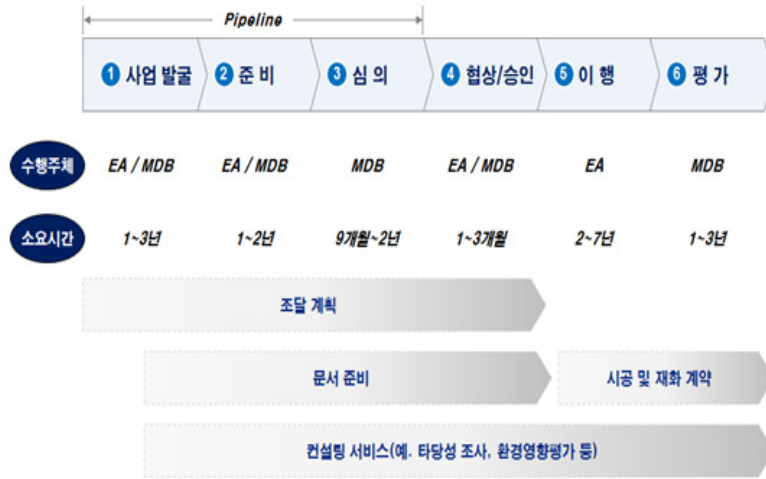 Pipeline
1 사업 발굴 2 준 비 3 심 의 4 협상/승인 5 이 행 6 평 가
수행주체 EA / MDB EA / MDB MDB EA / MDB EA MDB
소요시간 1~3년 1~2년 9개월~2년 1~3개월 2~7년 1~3년
조달 계획
문서 준비 시공 및 재화 계약
컨설팅 서비스(예. 타당성 조사, 환경영향평가 등)